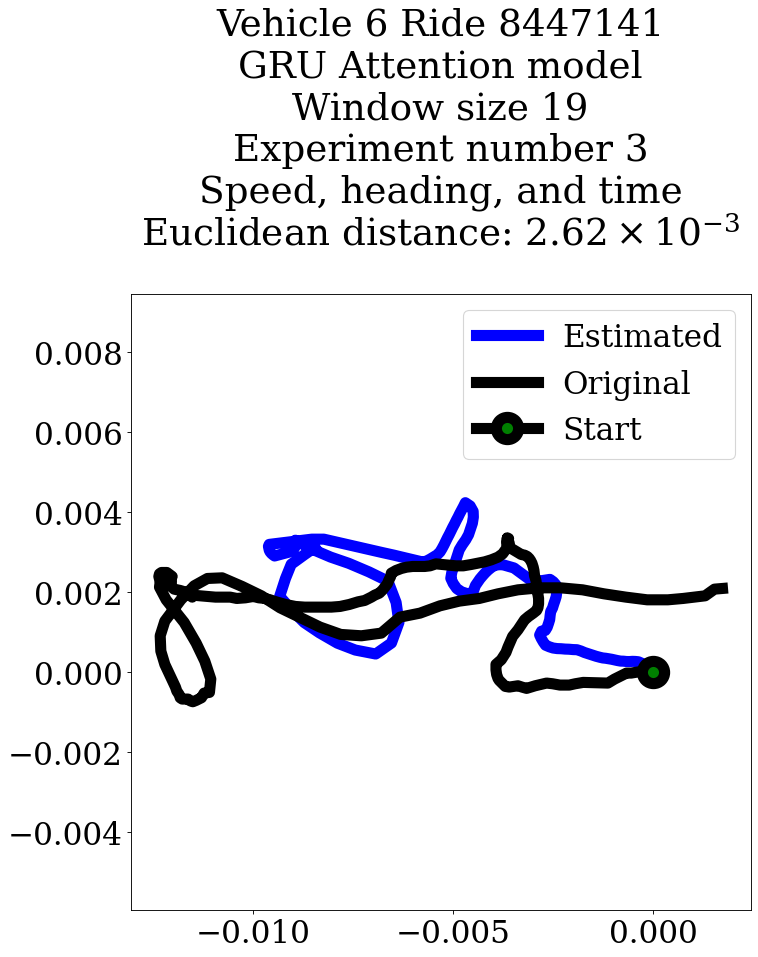 Vehicle 6 Ride 8447141
GRU Attention model
Window size 19
Experiment number 3
Speed, heading, and time
Euclidean distance: 2.62 × 10⁻³
Estimated
Original
Start
0.008
0.006
0.004
0.002
0.000
−0.002
−0.004
−0.010 −0.005 0.000